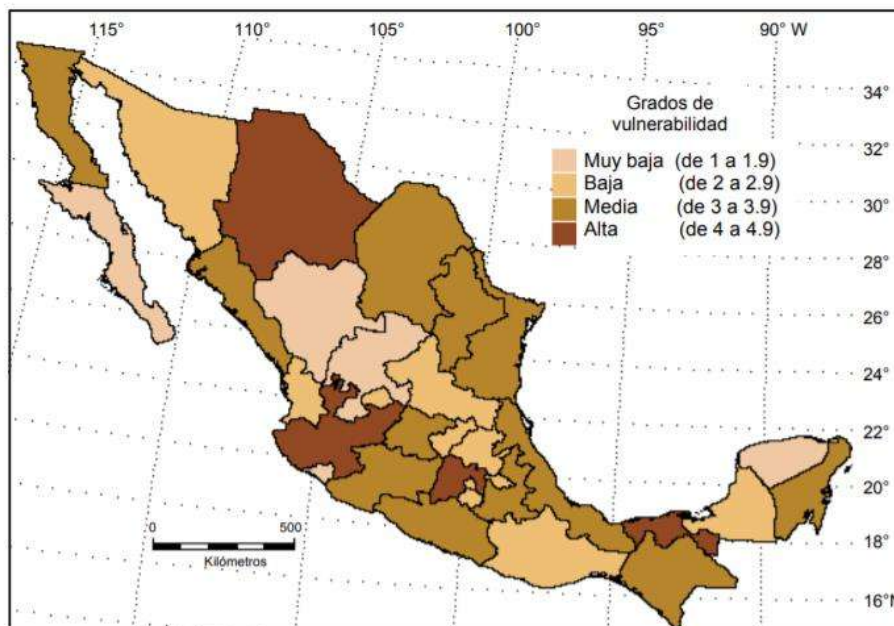 115°
110°
105°
100°
95°
90° W
34°
32°
30°
28°
26°
24°
22°
20°
18°
16°N
Grados de
vulnerabilidad
Muy baja (de 1 a 1.9)
Baja (de 2 a 2.9)
Media (de 3 a 3.9)
Alta (de 4 a 4.9)
0 500
Kilómetros